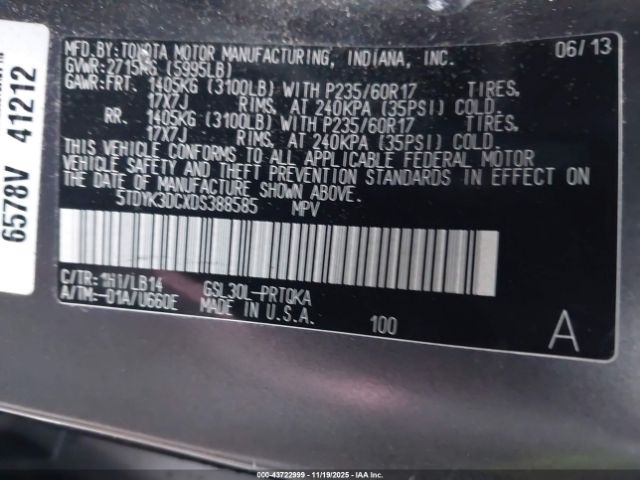 MFD.BY:TOYOTA MOTOR MANUFACTURING, INDIANA, INC. 06/13
GVWR:2715KG (5995LB)
GAWR:FRT. 1405KG (3100LB) WITH P235/60R17 TIRES,
17X7J RIMS, AT 240KPA (35PSI) COLD.
RR. 1405KG (3100LB) WITH P235/60R17 TIRES,
17X7J RIMS, AT 240KPA (35PSI) COLD.
THIS VEHICLE CONFORMS TO ALL APPLICABLE FEDERAL MOTOR
VEHICLE SAFETY AND THEFT PREVENTION STANDARDS IN EFFECT ON
THE DATE OF MANUFACTURE SHOWN ABOVE.
5TDYK3DCXDS388585 MPV
C/TR:1H1/LB14 GSL30L-PRTQKA
A/TM:-01A/U660E MADE IN U.S.A.
100 A
6578V 41212
000-43722999 - 11/19/2025 - IAAI.COM